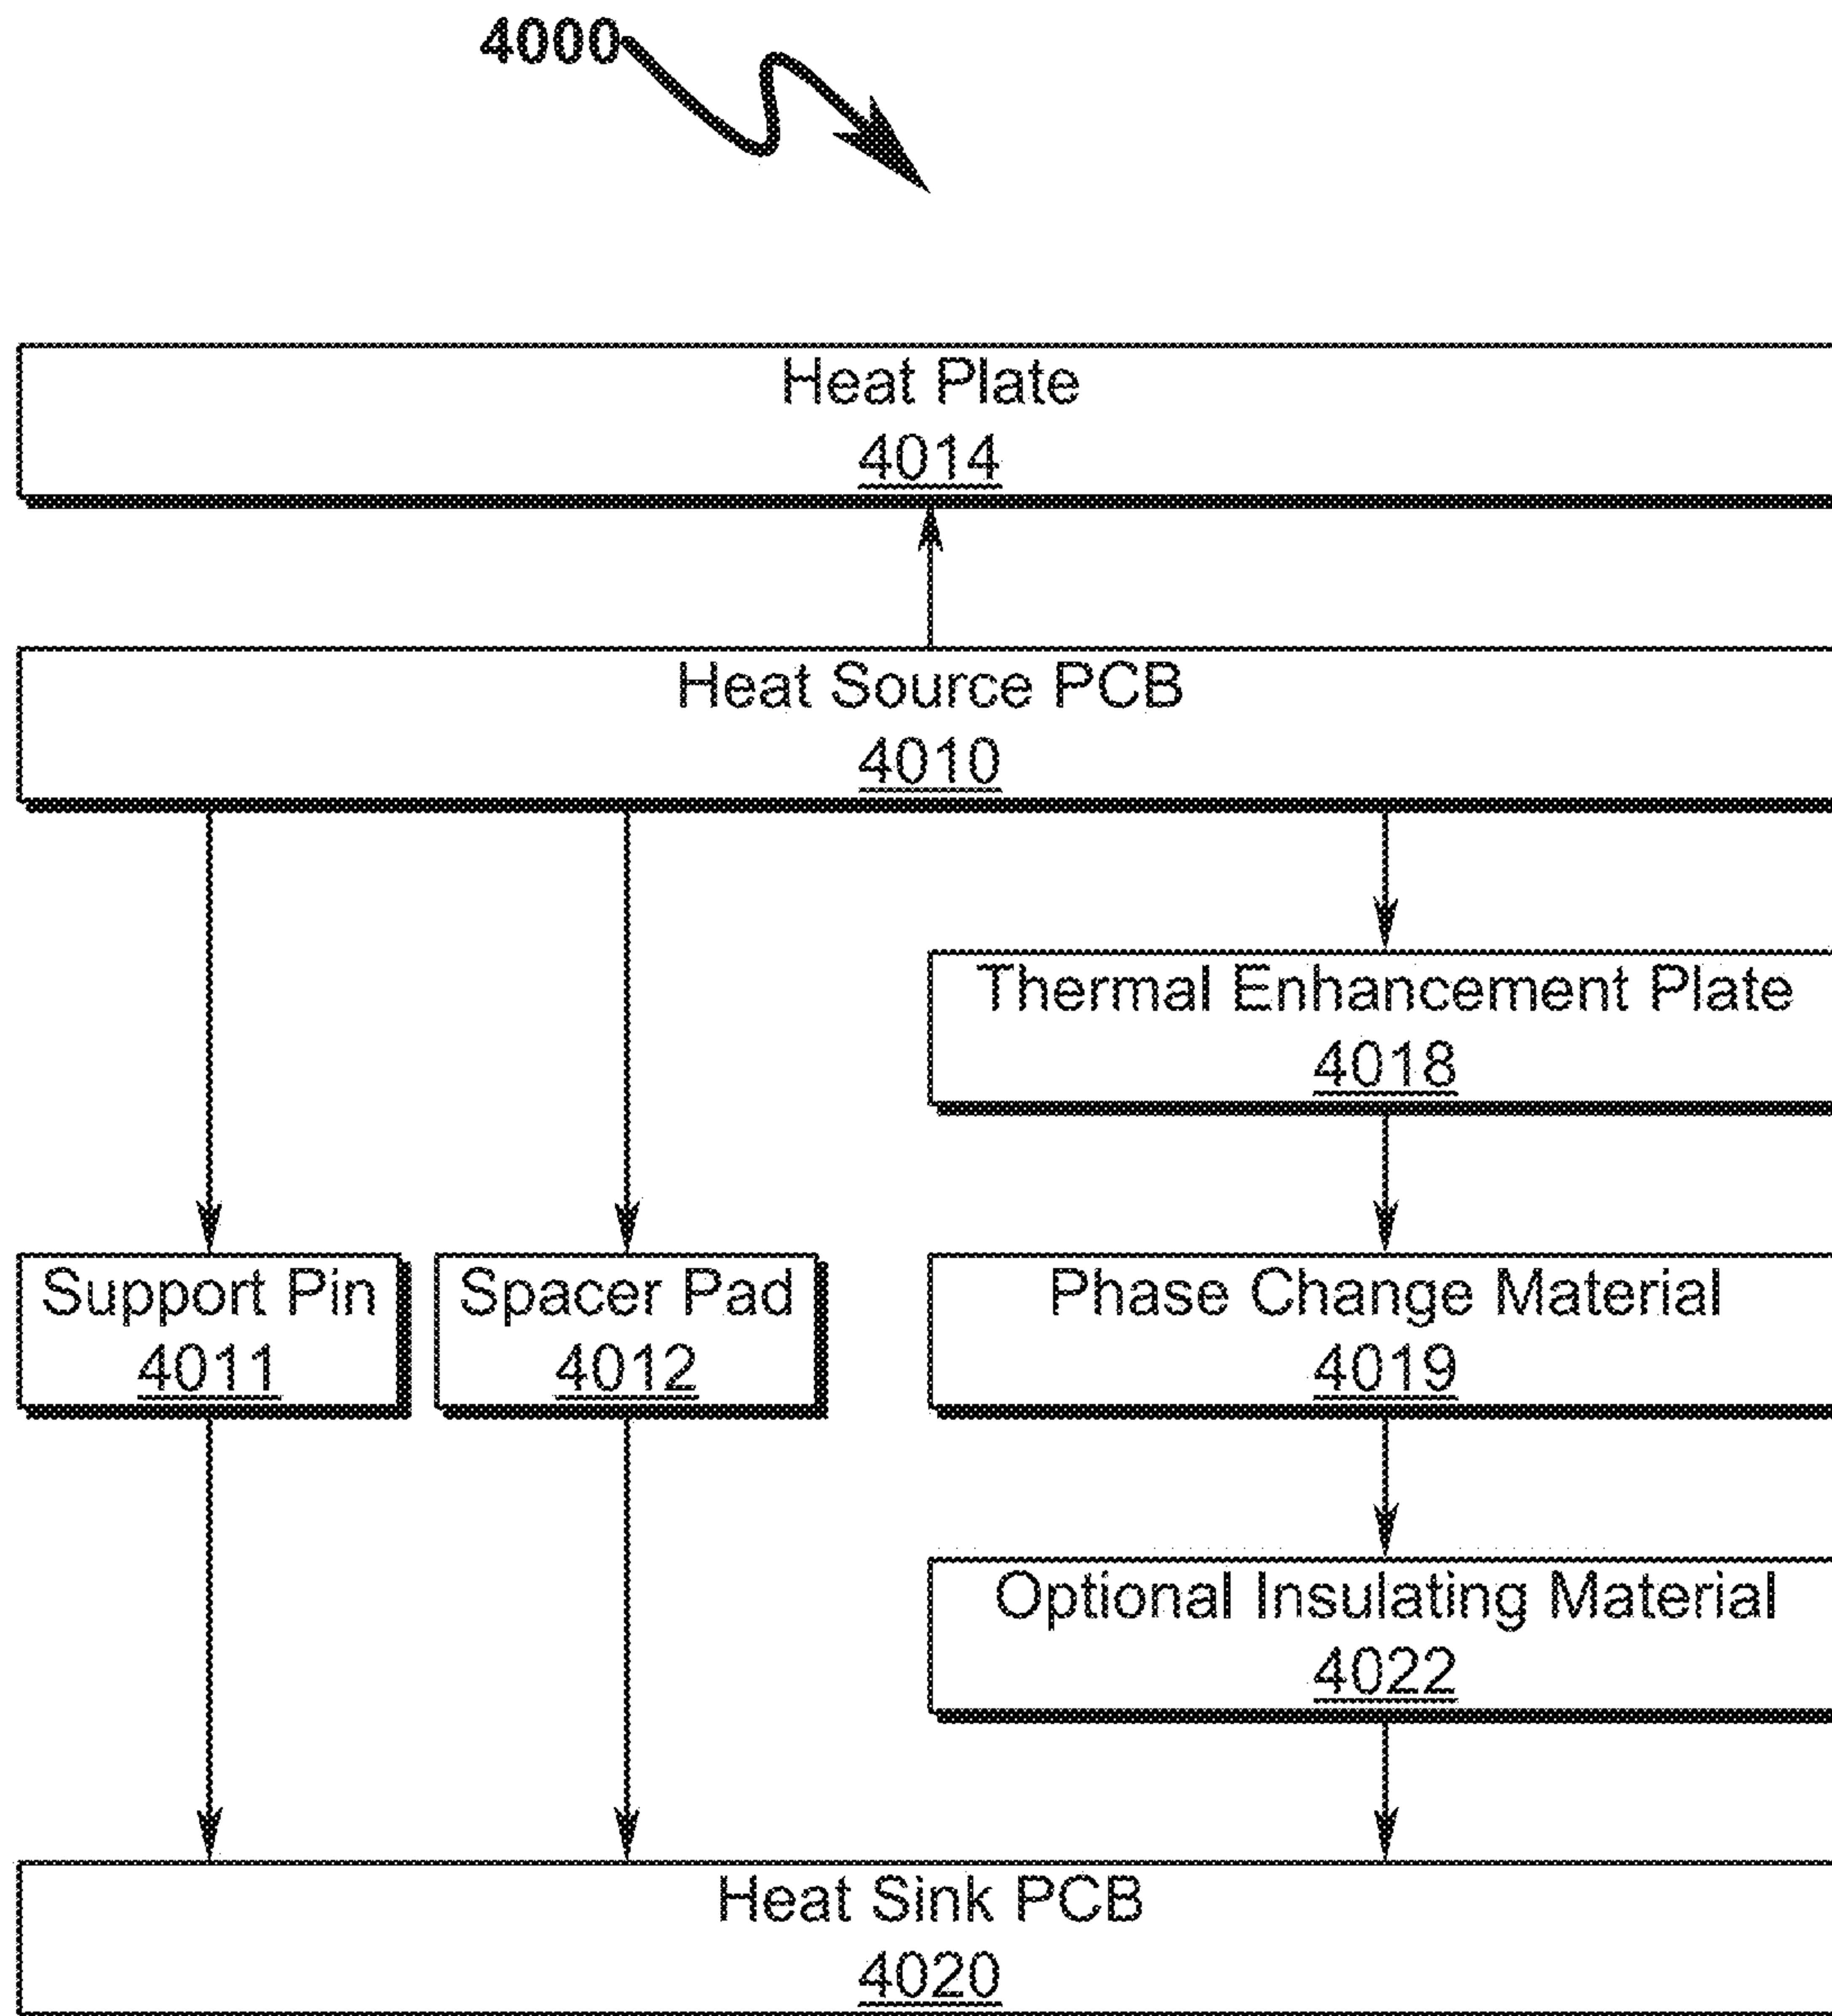 4000
Heat Plate
4014
Heat Source PCB
4010
Thermal Enhancement Plate
4018
Support Pin
4011
Spacer Pad
4012
Phase Change Material
4019
Optional Insulating Material
4022
Heat Sink PCB
4020